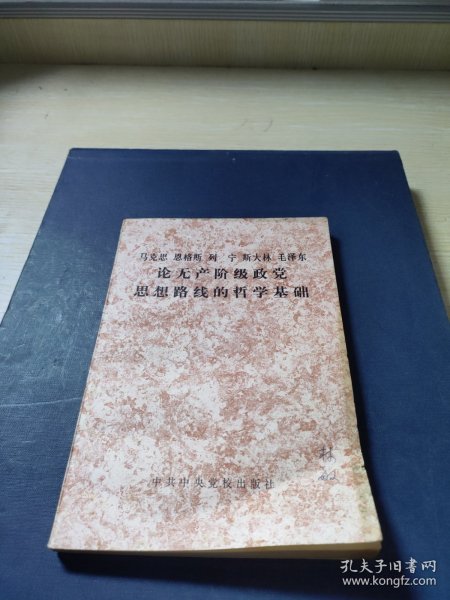 马克思 恩格斯 列 宁 斯大林 毛泽东
论无产阶级政党
思想路线的哲学基础
林
中共中央党校出版社
孔夫子旧书网
www.kongfz.com